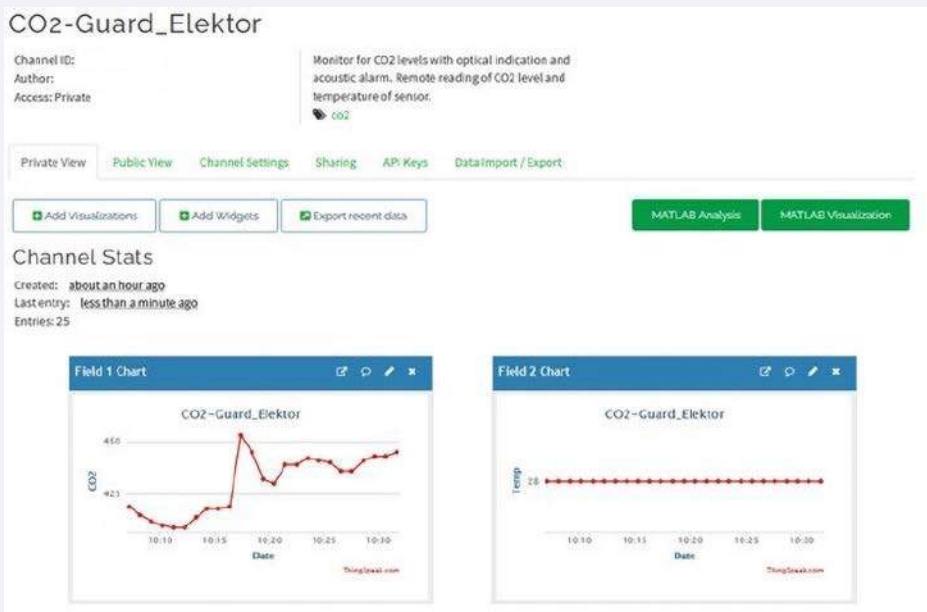 CO2-Guard_Elektor
Channel ID:
Author:
Access: Private
Monitor for CO2 levels with optical indication and
acoustic alarm. Remote reading of CO2 level and
temperature of sensor.
co2
Private View Public View Channel Settings Sharing API Keys Data Import / Export
Add Visualizations Add Widgets Export recent data MATLAB Analysis MATLAB Visualization
Channel Stats
Created: about an hour ago
Last entry: less than a minute ago
Entries: 25
Field 1 Chart
CO2-Guard_Elektor
450
425
CO2
10:10 10:15 10:20 10:25 10:30
Date
ThingSpeak.com
Field 2 Chart
CO2-Guard_Elektor
Temp
28
10:10 10:15 10:20 10:25 10:30
Date
ThingSpeak.com